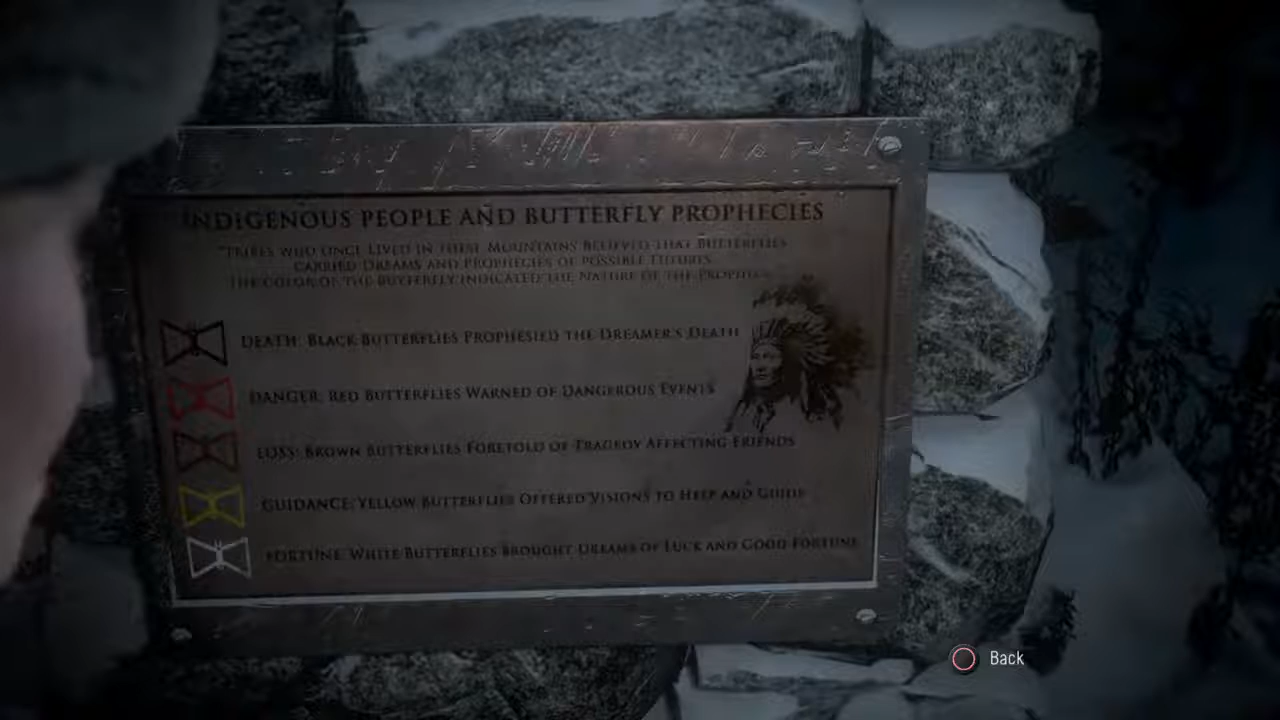 INDIGENOUS PEOPLE AND BUTTERFLY PROPHECIES
"TRIBES WHO ONCE LIVED IN THESE MOUNTAINS BELIEVED THAT BUTTERFLIES
CARRIED DREAMS AND PROPHECIES OF POSSIBLE FUTURES.
THE COLOR OF THE BUTTERFLY INDICATED THE NATURE OF THE PROPHECY."
DEATH: BLACK BUTTERFLIES PROPHESIED THE DREAMER'S DEATH
DANGER: RED BUTTERFLIES WARNED OF DANGEROUS EVENTS
LOSS: BROWN BUTTERFLIES FORETOLD OF TRAGEDY AFFECTING FRIENDS
GUIDANCE: YELLOW BUTTERFLIES OFFERED VISIONS TO HELP AND GUIDE
FORTUNE: WHITE BUTTERFLIES BROUGHT DREAMS OF LUCK AND GOOD FORTUNE
Back